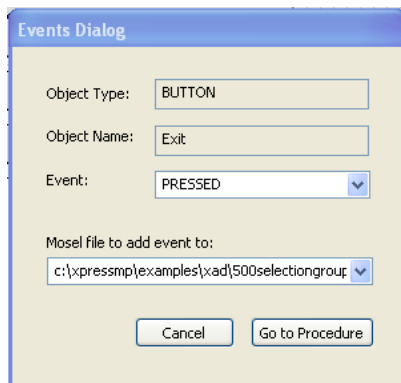 Events Dialog
Object Type: BUTTON
Object Name: Exit
Event: PRESSED
Mosel file to add event to:
c:\xpressmp\examples\xad\500selectiongroup
Cancel Go to Procedure